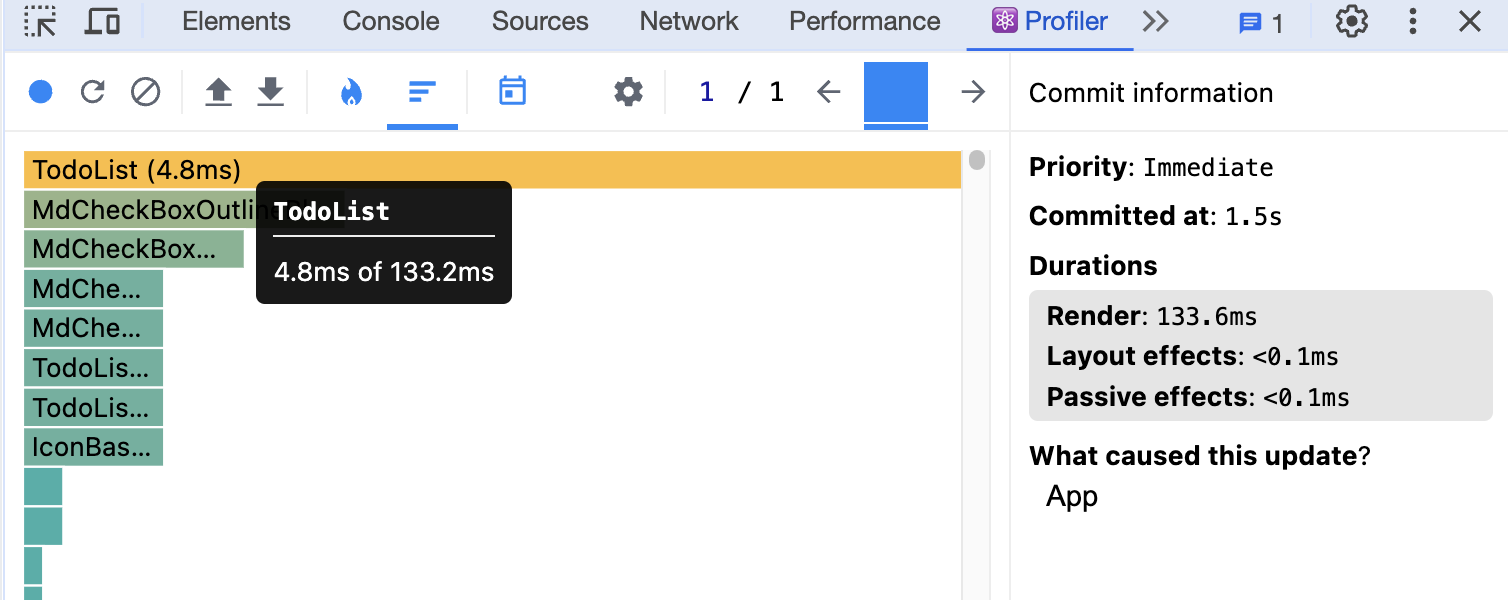 Elements Console Sources Network Performance Profiler 1
1 / 1
TodoList (4.8ms)
MdCheckBoxOutlin
MdCheckBox...
MdChe...
MdChe...
TodoLis...
TodoLis...
IconBas...
TodoList
4.8ms of 133.2ms
Commit information
Priority: Immediate
Committed at: 1.5s
Durations
Render: 133.6ms
Layout effects: <0.1ms
Passive effects: <0.1ms
What caused this update?
App